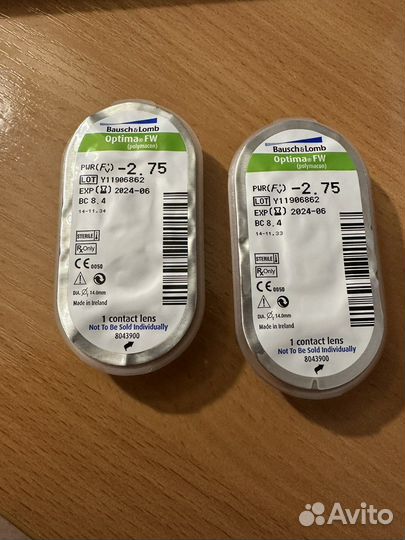 Bausch & Lomb
Optima® FW
(polymacon)
PWR(Fv) -2.75
LOT Y11906862
EXP 2024-06
BC 8.4
14-11.34
STERILE
Rx Only
CE 0050
DIA. Ø, 14.0mm
Made in Ireland
1 contact lens
Not To Be Sold Individually
8043900
Bausch & Lomb
Optima® FW
(polymacon)
PWR(Fv) -2.75
LOT Y11906862
EXP 2024-06
BC 8.4
14-11.33
STERILE
Rx Only
CE 0050
DIA. Ø, 14.0mm
Made in Ireland
1 contact lens
Not To Be Sold Individually
8043900
Avito